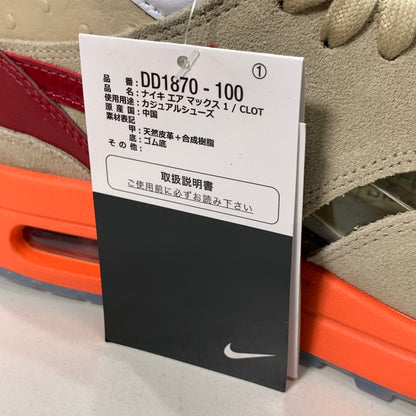 ①
品 番：DD1870 - 100
品 名：ナイキ エア マックス 1 / CLOT
使用用途：カジュアルシューズ
原 産 国：中国
素材表記
甲：天然皮革＋合成樹脂
底：ゴム底
そ の 他：
取扱説明書
ご使用前に必ずお読み下さい